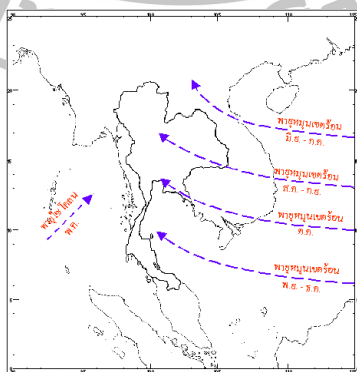 พายุหมุนเขตร้อน
มิ.ย. - ก.ค.
พายุหมุนเขตร้อน
ส.ค. - ก.ย.
พายุหมุนเขตร้อน
ต.ค.
พายุหมุนเขตร้อน
พ.ย. - ธ.ค.
พายุไซโคลน
พ.ค.